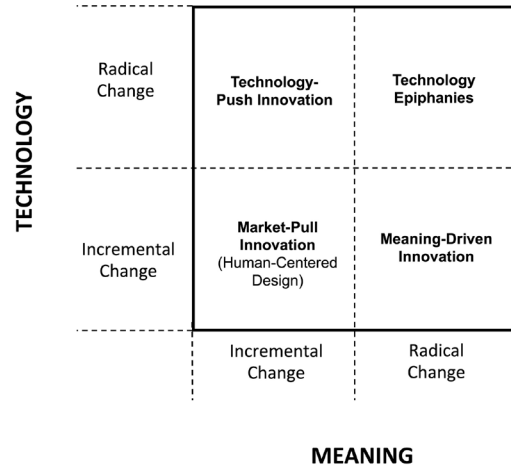 TECHNOLOGY
Radical
Change
Technology-
Push Innovation
Technology
Epiphanies
Incremental
Change
Market-Pull
Innovation
(Human-Centered
Design)
Meaning-Driven
Innovation
Incremental
Change
Radical
Change
MEANING